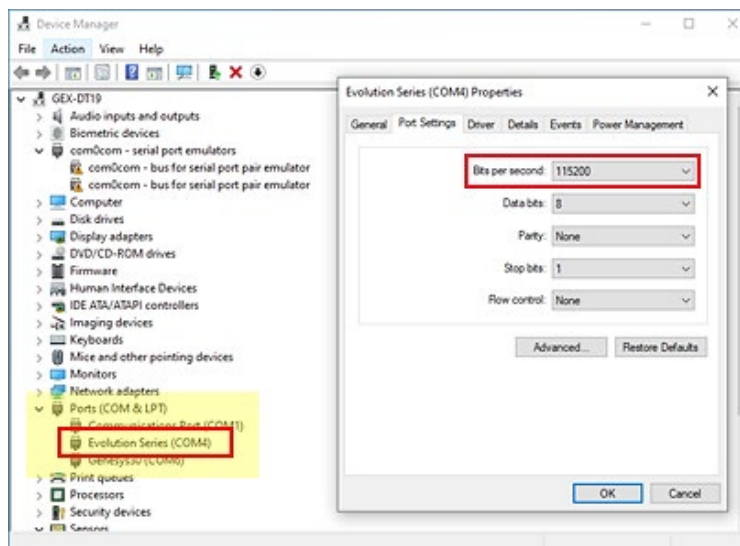 Device Manager
File Action View Help
GEX-DT19
Audio inputs and outputs
Biometric devices
com0com - serial port emulators
com0com - bus for serial port pair emulator
com0com - bus for serial port pair emulator
Computer
Disk drives
Display adapters
DVD/CD-ROM drives
Firmware
Human Interface Devices
IDE ATA/ATAPI controllers
Imaging devices
Keyboards
Mice and other pointing devices
Monitors
Network adapters
Ports (COM & LPT)
Communications Port (COM1)
Evolution Series (COM4)
Genesys30 (COM6)
Print queues
Processors
Security devices
Sensors
Evolution Series (COM4) Properties
General Port Settings Driver Details Events Power Management
Bits per second: 115200
Data bits: 8
Parity: None
Stop bits: 1
Flow control: None
Advanced... Restore Defaults
OK Cancel